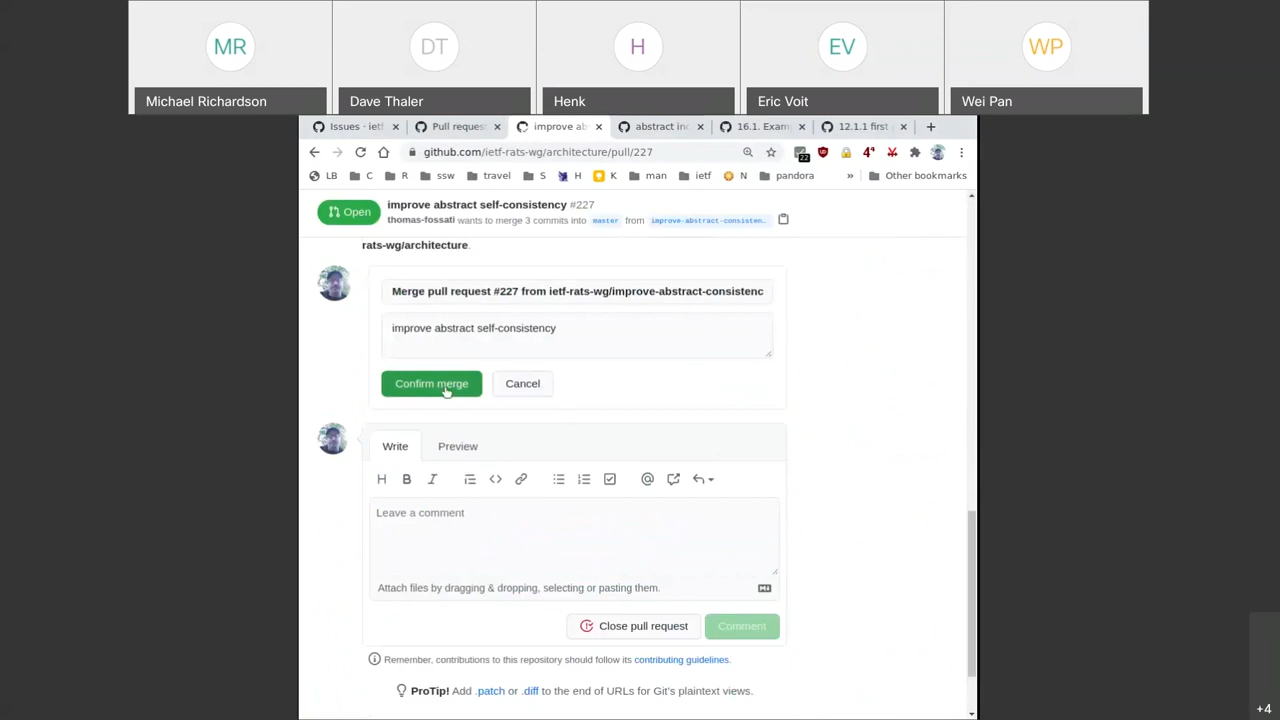 MR DT H EV WP
Michael Richardson Dave Thaler Henk Eric Voit Wei Pan
Issues - ietf Pull request improve ab abstract inc 16.1. Exam 12.1.1 first
github.com/ietf-rats-wg/architecture/pull/227 22 4
LB C R ssw travel S H K man ietf N pandora » Other bookmarks
Open
improve abstract self-consistency #227
thomas-fossati wants to merge 3 commits into master from improve-abstract-consisten...
rats-wg/architecture.
Merge pull request #227 from ietf-rats-wg/improve-abstract-consistenc
improve abstract self-consistency
Confirm merge Cancel
Write Preview
H B I <> @
Leave a comment
Attach files by dragging & dropping, selecting or pasting them.
Close pull request Comment
Remember, contributions to this repository should follow its contributing guidelines.
ProTip! Add .patch or .diff to the end of URLs for Git's plaintext views.
+4